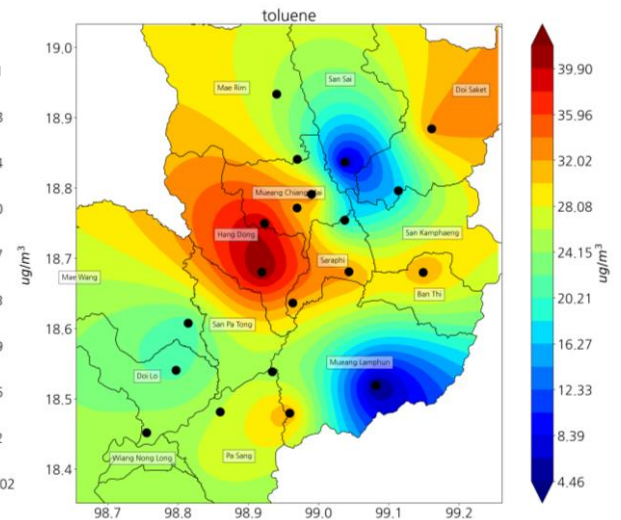 toluene
19.0
18.9
18.8
18.7
18.6
18.5
18.4
98.7 98.8 98.9 99.0 99.1 99.2
ug/m³
Mae Rim
San Sai
Doi Saket
Mueang Chiang Mai
Hang Dong
San Kamphaeng
Saraphi
Mae Wang
Ban Thi
San Pa Tong
Mueang Lamphun
Doi Lo
Pa Sang
Wiang Nong Long
39.90
35.96
32.02
28.08
24.15
20.21
16.27
12.33
8.39
4.46
ug/m³
02